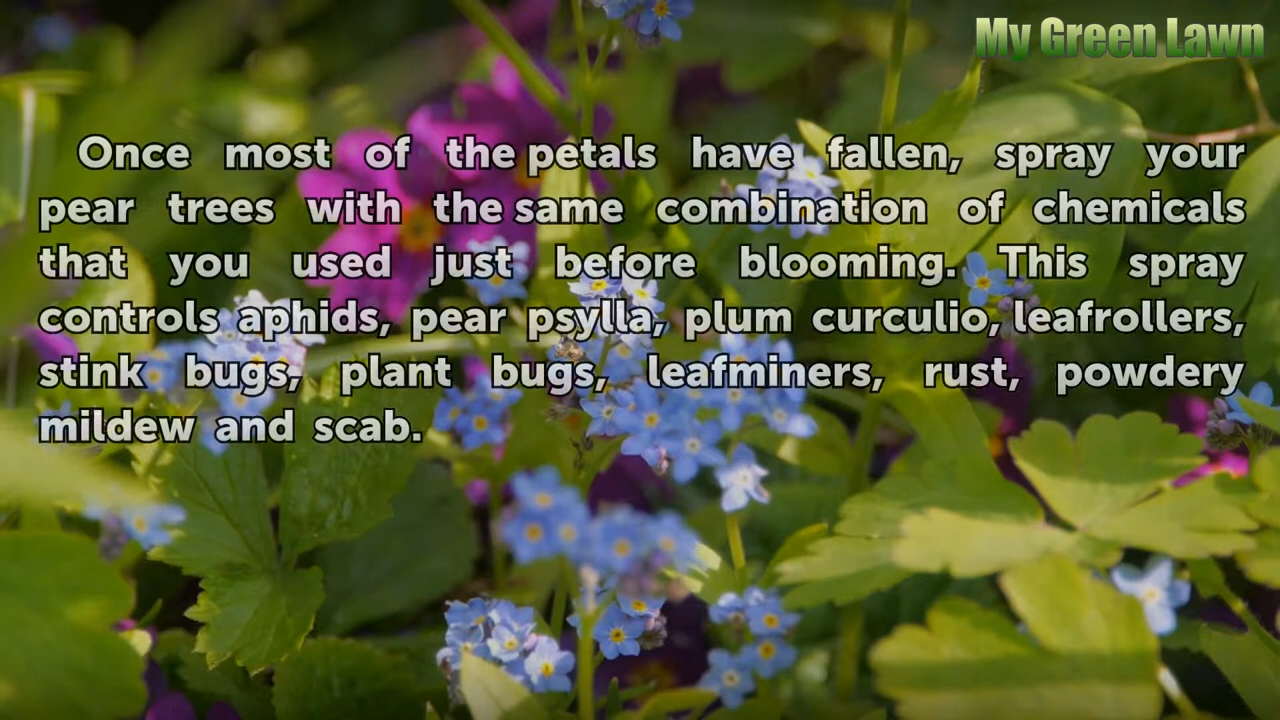 My Green Lawn
Once most of the petals have fallen, spray your
pear trees with the same combination of chemicals
that you used just before blooming. This spray
controls aphids, pear psylla, plum curculio, leafrollers,
stink bugs, plant bugs, leafminers, rust, powdery
mildew and scab.